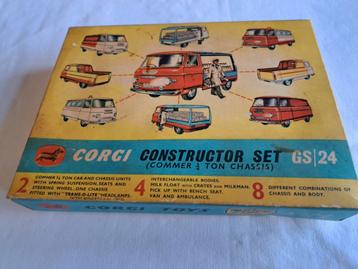 CORGI CONSTRUCTOR SET GS/24
(COMMER ¾ TON CHASSIS)
2 COMMER ¾ TON CAB AND CHASSIS UNITS
WITH SPRING SUSPENSION, SEATS AND
STEERING WHEEL. ONE CHASSIS
FITTED WITH "TRANS-O-LITE" HEADLAMPS.
4 INTERCHANGEABLE BODIES.
MILK FLOAT WITH CRATES AND MILKMAN.
PICK UP WITH BENCH SEAT.
VAN AND AMBULANCE.
8 DIFFERENT COMBINATIONS OF
CHASSIS AND BODY.
CORGI TOYS